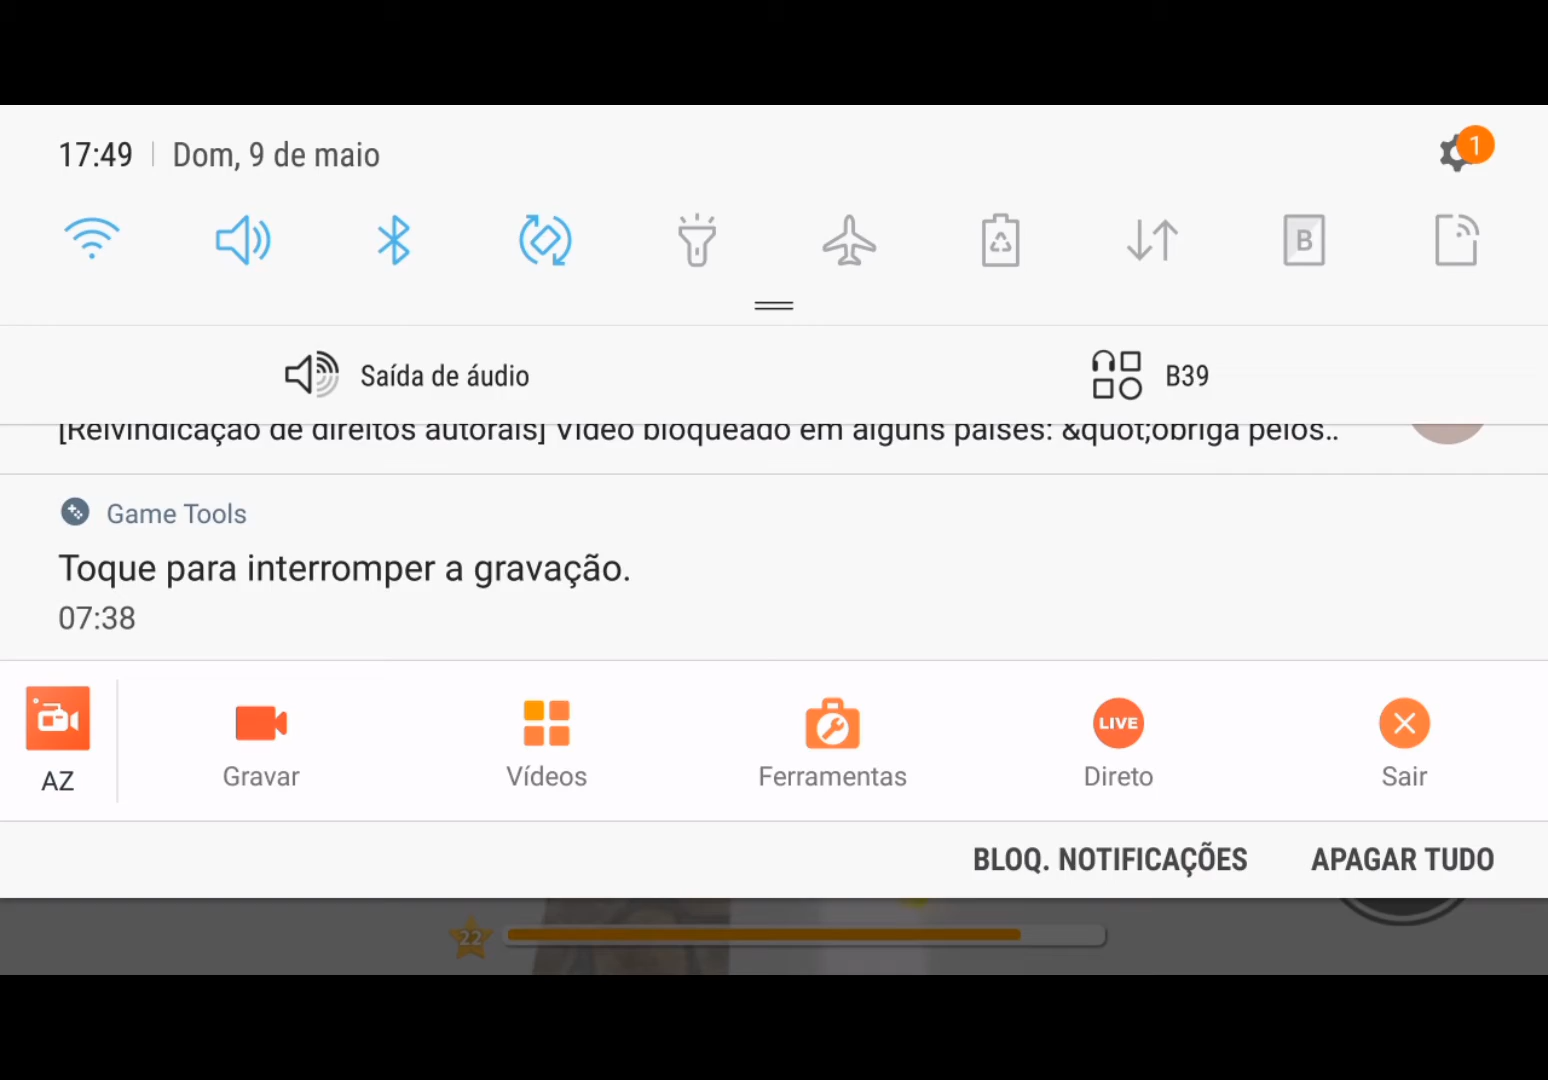 17:49 Dom, 9 de maio
1
B
Saída de áudio
B39
[Reivindicação de direitos autorais] Vídeo bloqueado em alguns países: &quot;obriga pelos..
Game Tools
Toque para interromper a gravação.
07:38
AZ
Gravar
Vídeos
Ferramentas
LIVE
Direto
Sair
BLOQ. NOTIFICAÇÕES
APAGAR TUDO
22